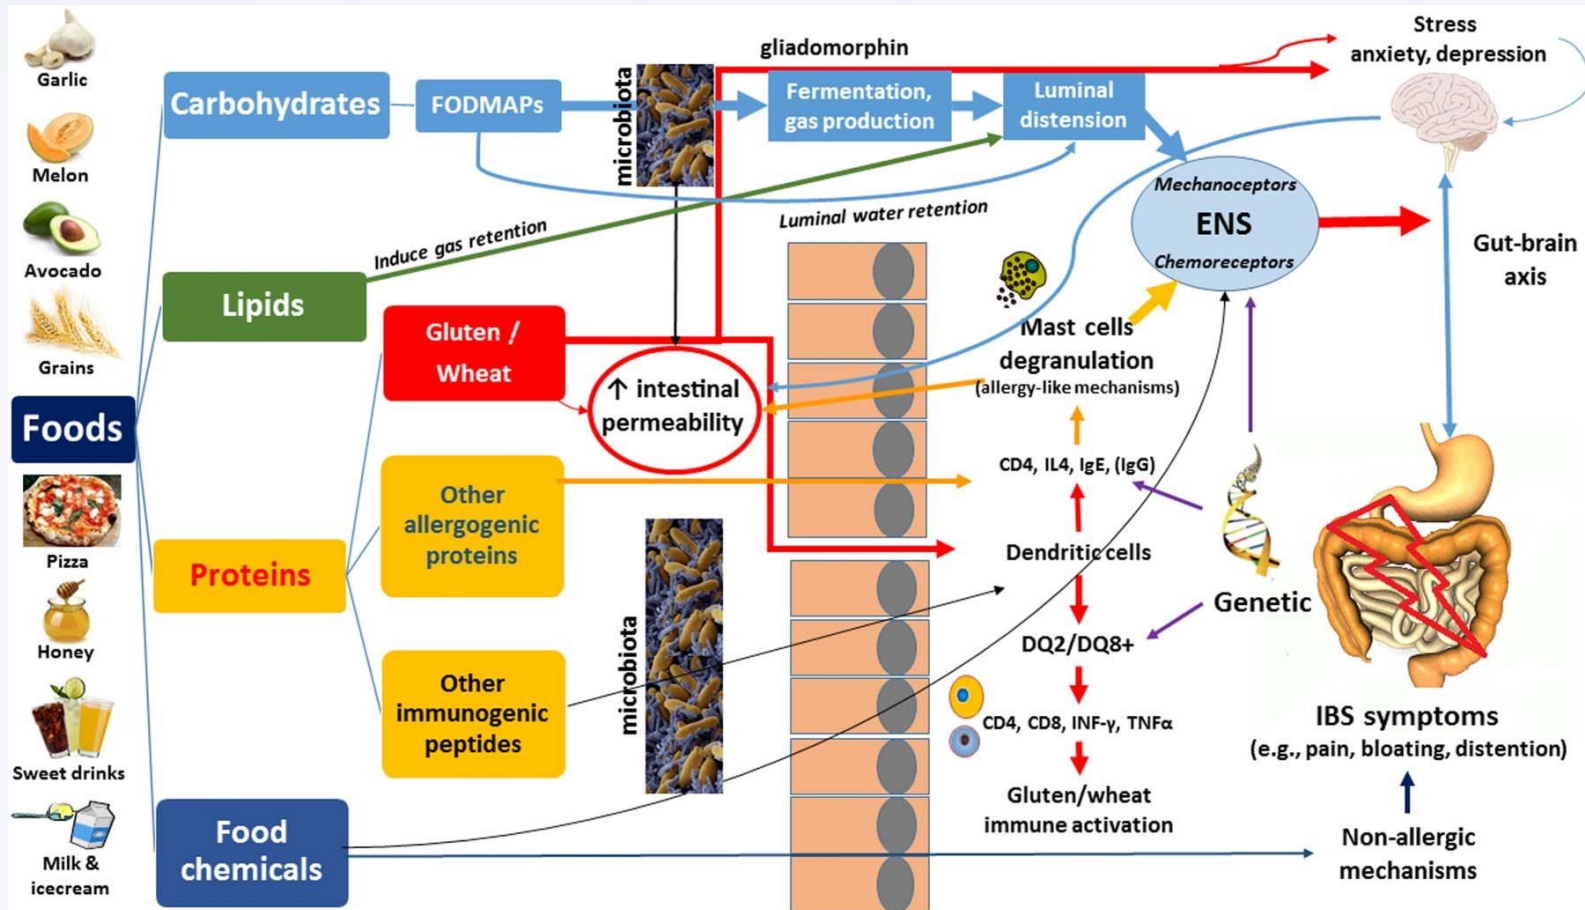 Garlic
Melon
Avocado
Grains
Foods
Pizza
Honey
Sweet drinks
Milk &
icecream
Carbohydrates
FODMAPs
microbiota
gliadomorphin
Fermentation,
gas production
Luminal
distension
Stress
anxiety, depression
Luminal water retention
Mechanoceptors
ENS
Chemoreceptors
Gut-brain
axis
Induce gas retention
Lipids
Gluten /
Wheat
↑ intestinal
permeability
Mast cells
degranulation
(allergy-like mechanisms)
Other
allergogenic
proteins
CD4, IL4, IgE, (IgG)
Proteins
Dendritic cells
Genetic
DQ2/DQ8+
Other
immunogenic
peptides
microbiota
CD4, CD8, INF-γ, TNFα
IBS symptoms
(e.g., pain, bloating, distention)
Gluten/wheat
immune activation
Food
chemicals
Non-allergic
mechanisms